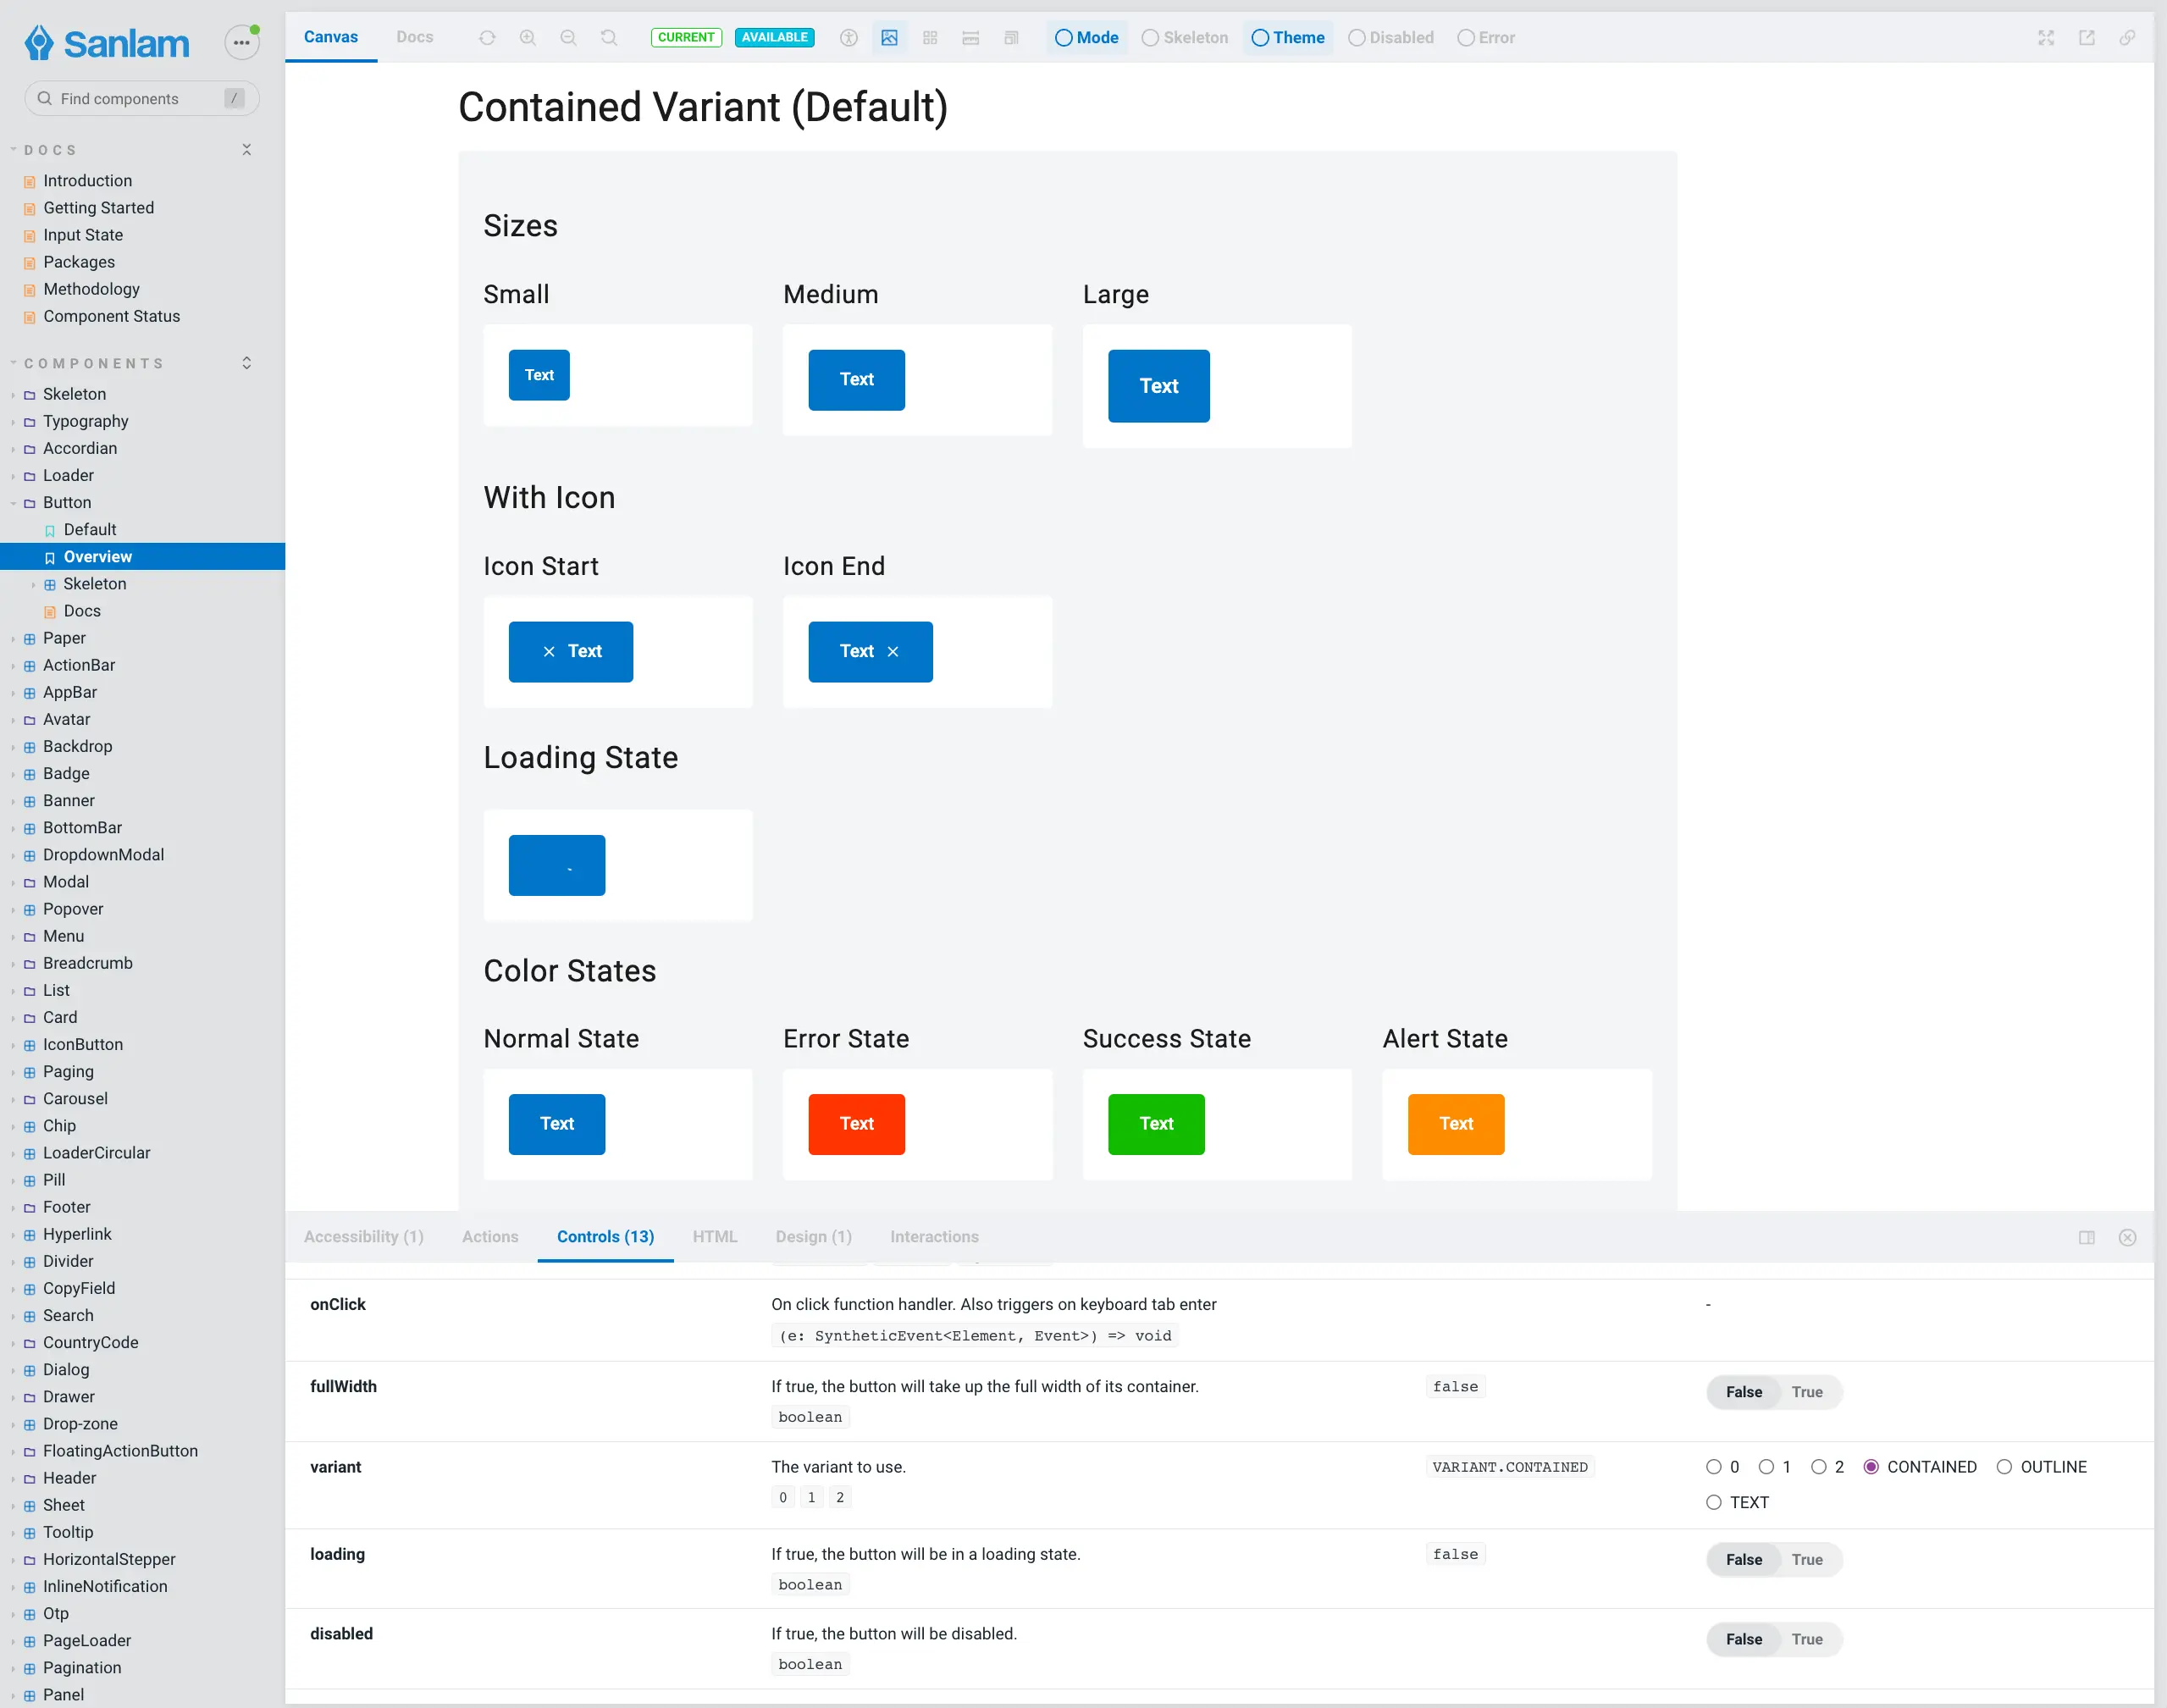 Sanlam
Find components
/
DOCS
Introduction
Getting Started
Input State
Packages
Methodology
Component Status
COMPONENTS
Skeleton
Typography
Accordian
Loader
Button
Default
Overview
Skeleton
Docs
Paper
ActionBar
AppBar
Avatar
Backdrop
Badge
Banner
BottomBar
DropdownModal
Modal
Popover
Menu
Breadcrumb
List
Card
IconButton
Paging
Carousel
Chip
LoaderCircular
Pill
Footer
Hyperlink
Divider
CopyField
Search
CountryCode
Dialog
Drawer
Drop-zone
FloatingActionButton
Header
Sheet
Tooltip
HorizontalStepper
InlineNotification
Otp
PageLoader
Pagination
Panel
Canvas Docs CURRENT AVAILABLE Mode Skeleton Theme Disabled Error
Contained Variant (Default)
Sizes
Small Medium Large
Text Text Text
With Icon
Icon Start Icon End
Text Text
Loading State
Color States
Normal State Error State Success State Alert State
Text Text Text Text
Accessibility (1) Actions Controls (13) HTML Design (1) Interactions
onClick On click function handler. Also triggers on keyboard tab enter -
(e: SyntheticEvent<Element, Event>) => void
fullWidth If true, the button will take up the full width of its container. false False True
boolean
variant The variant to use. VARIANT.CONTAINED 0 1 2 CONTAINED OUTLINE
0 1 2 TEXT
loading If true, the button will be in a loading state. false False True
boolean
disabled If true, the button will be disabled. False True
boolean